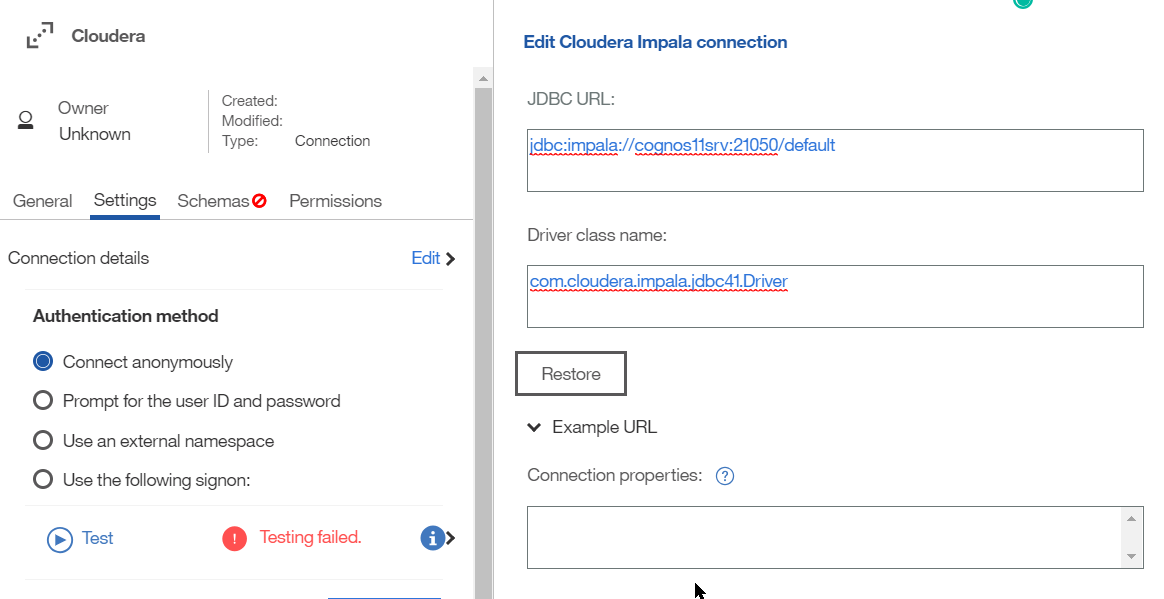 Cloudera
Owner
Unknown
Created:
Modified:
Type: Connection
General Settings Schemas Permissions
Connection details Edit
Authentication method
Connect anonymously
Prompt for the user ID and password
Use an external namespace
Use the following signon:
Test Testing failed.
Edit Cloudera Impala connection
JDBC URL:
jdbc:impala://cognos11srv:21050/default
Driver class name:
com.cloudera.impala.jdbc41.Driver
Restore
Example URL
Connection properties: